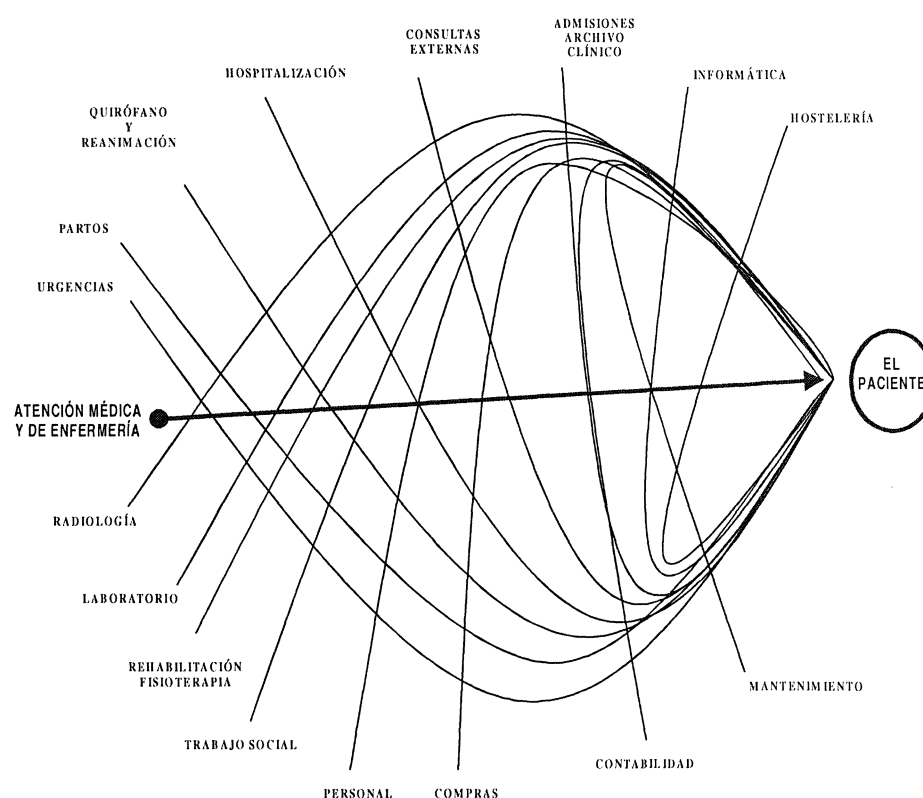 ADMISIONES
ARCHIVO
CLÍNICO
CONSULTAS
EXTERNAS
HOSPITALIZACIÓN
INFORMÁTICA
QUIRÓFANO
Y
REANIMACIÓN
HOSTELERÍA
PARTOS
URGENCIAS
EL
PACIENTE
ATENCIÓN MÉDICA
Y DE ENFERMERÍA
RADIOLOGÍA
LABORATORIO
REHABILITACIÓN
FISIOTERAPIA
MANTENIMIENTO
TRABAJO SOCIAL
CONTABILIDAD
PERSONAL
COMPRAS